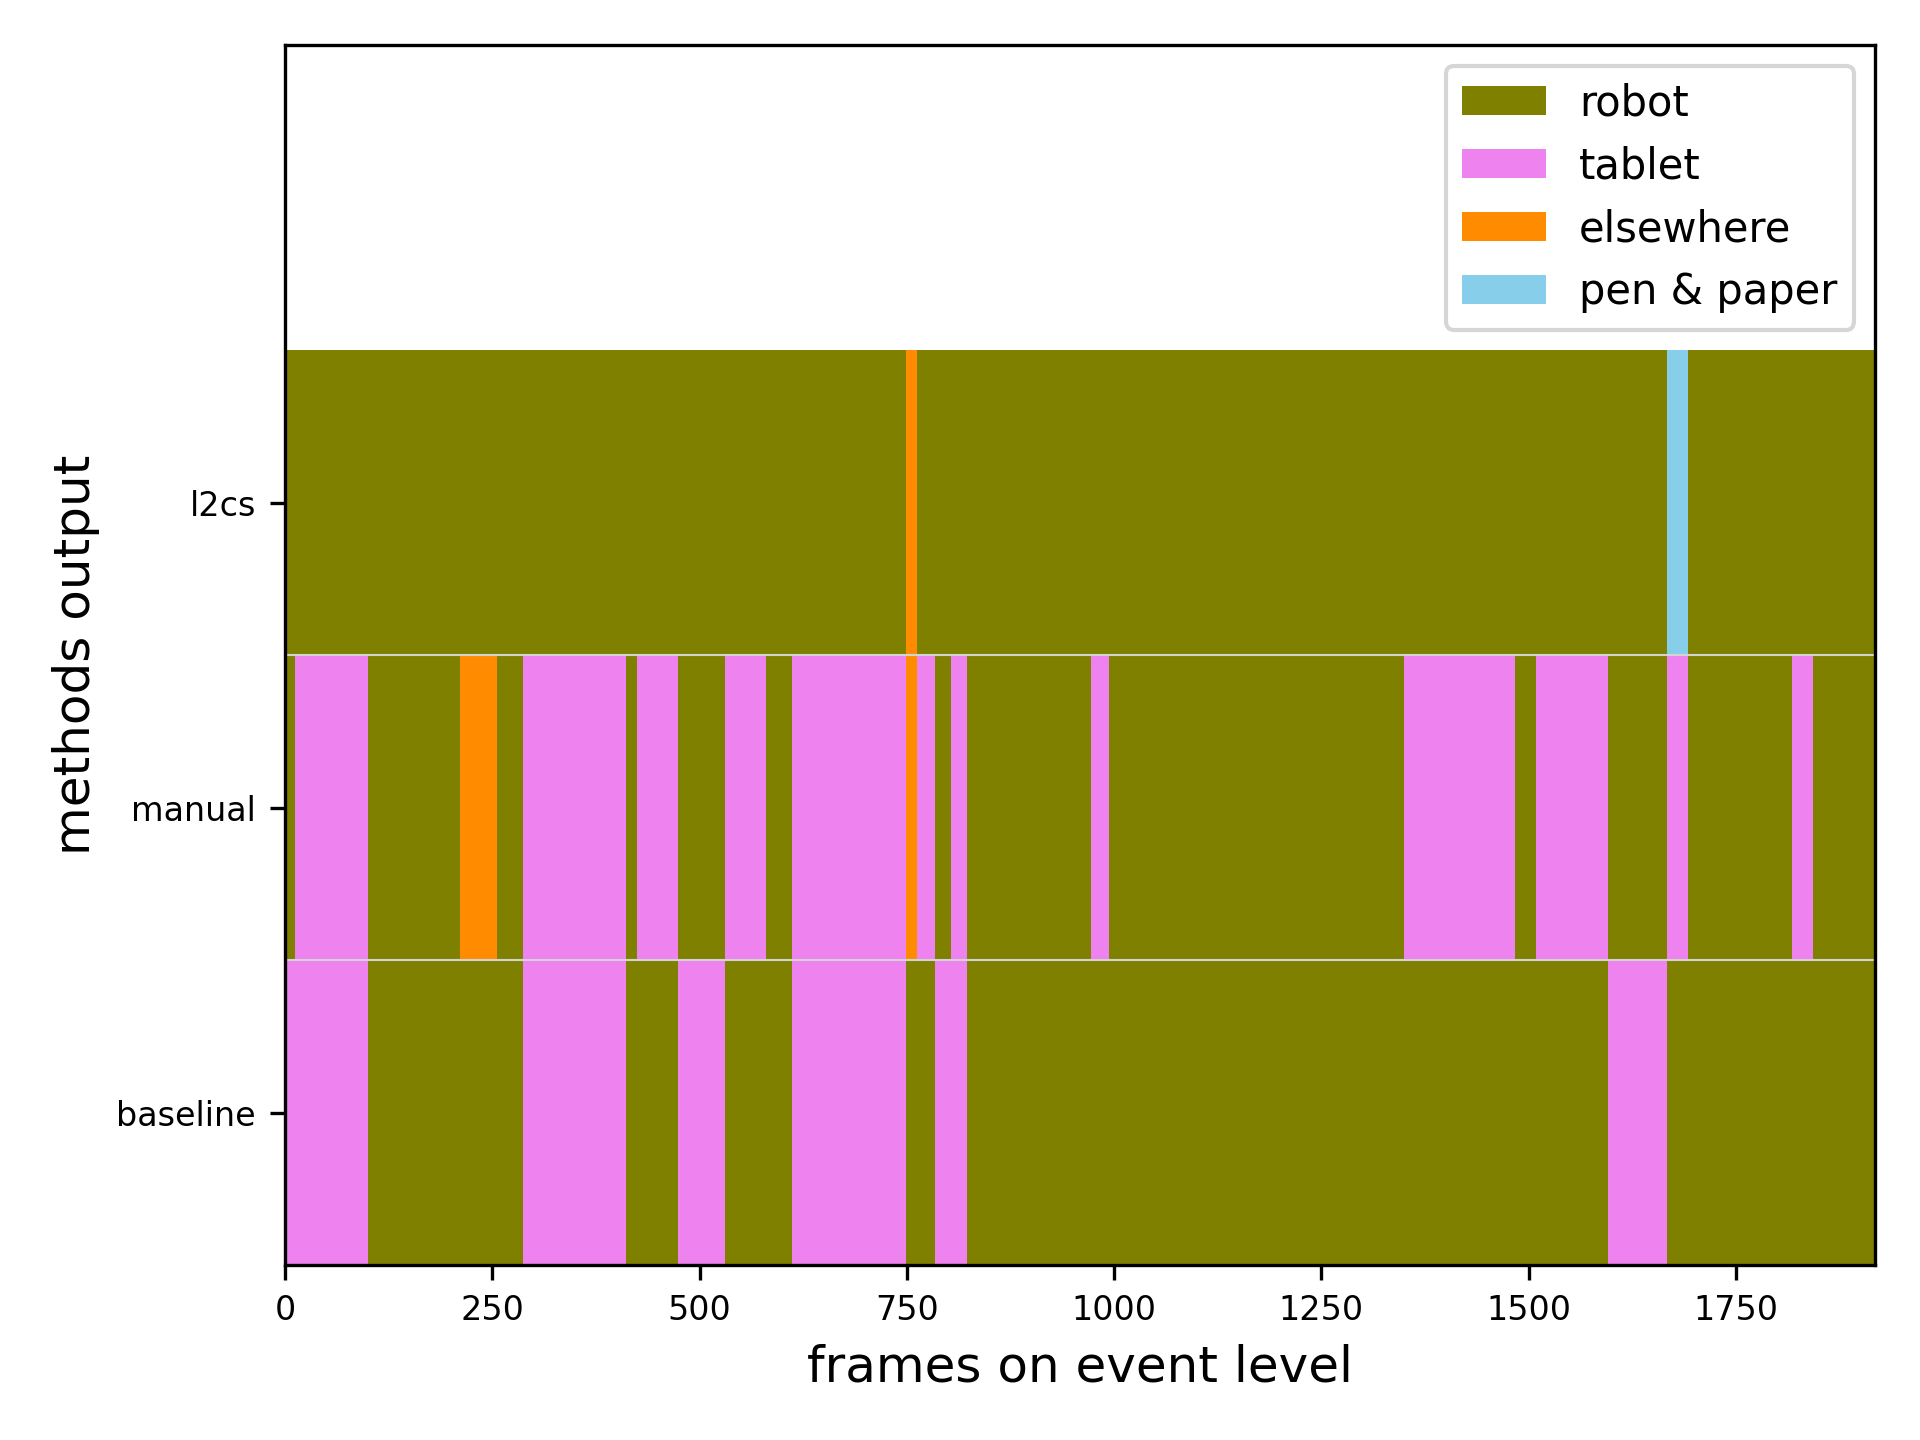 robot
tablet
elsewhere
pen & paper
methods output
l2cs
manual
baseline
0 250 500 750 1000 1250 1500 1750
frames on event level